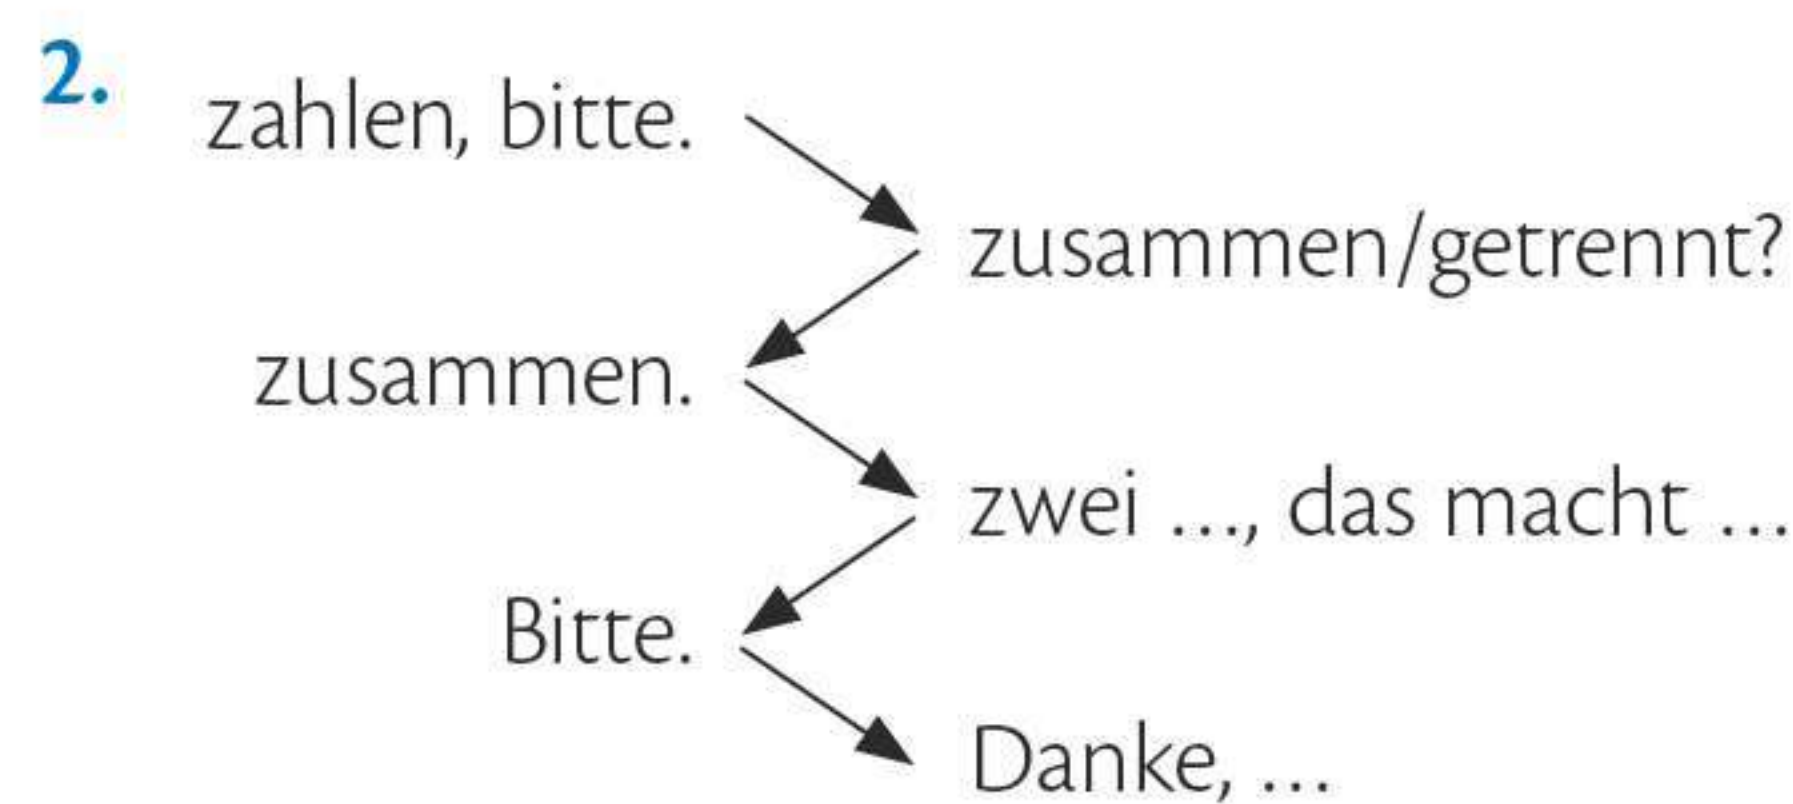 2.
zahlen, bitte.
zusammen/getrennt?
zusammen.
zwei ..., das macht ...
Bitte.
Danke, ...